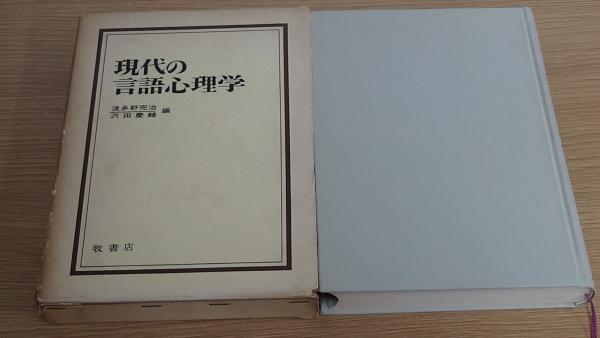 現代の
言語心理学
波多野完治
沢田慶輔
編
牧書店